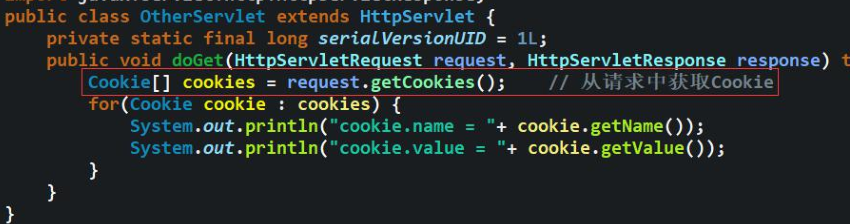 public class OtherServlet extends HttpServlet {
    private static final long serialVersionUID = 1L;
    public void doGet(HttpServletRequest request, HttpServletResponse response) t
        Cookie[] cookies = request.getCookies();    // 从请求中获取Cookie
        for(Cookie cookie : cookies) {
            System.out.println("cookie.name = "+ cookie.getName());
            System.out.println("cookie.value = "+ cookie.getValue());
        }
    }
}